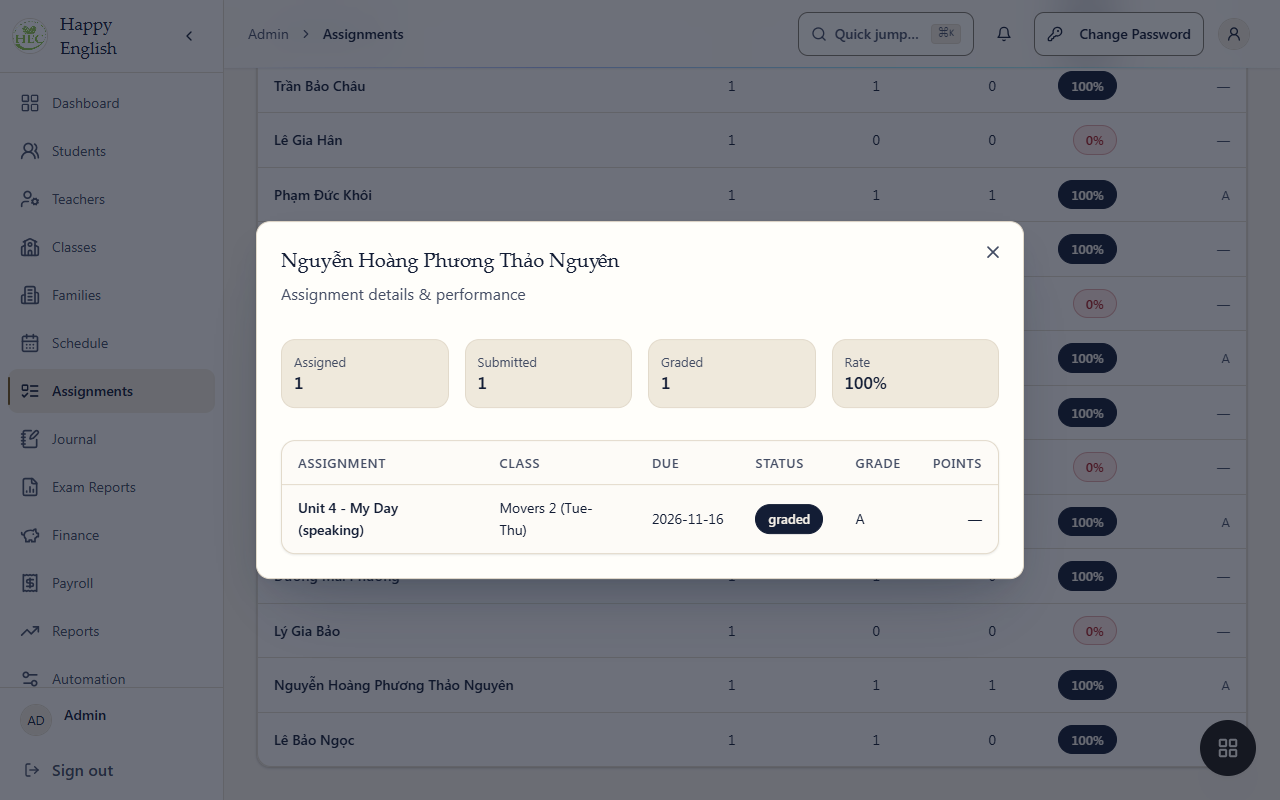 HEC
Happy
English
Admin
Assignments
Quick jump...
⌘K
Change Password
Dashboard
Students
Teachers
Classes
Families
Schedule
Assignments
Journal
Exam Reports
Finance
Payroll
Reports
Automation
AD
Admin
Sign out
Trần Bảo Châu 1 1 0 100% —
Lê Gia Hân 1 0 0 0% —
Phạm Đức Khôi 1 1 1 100% A
100% —
0% —
100% A
100% —
0% —
100% A
100% —
Nguyễn Hoàng Phương Thảo Nguyên
Assignment details & performance
Assigned
1
Submitted
1
Graded
1
Rate
100%
ASSIGNMENT CLASS DUE STATUS GRADE POINTS
Unit 4 - My Day
(speaking)
Movers 2 (Tue-
Thu)
2026-11-16
graded
A
—
Lý Gia Bảo 1 0 0 0% —
Nguyễn Hoàng Phương Thảo Nguyên 1 1 1 100% A
Lê Bảo Ngọc 1 1 0 100%